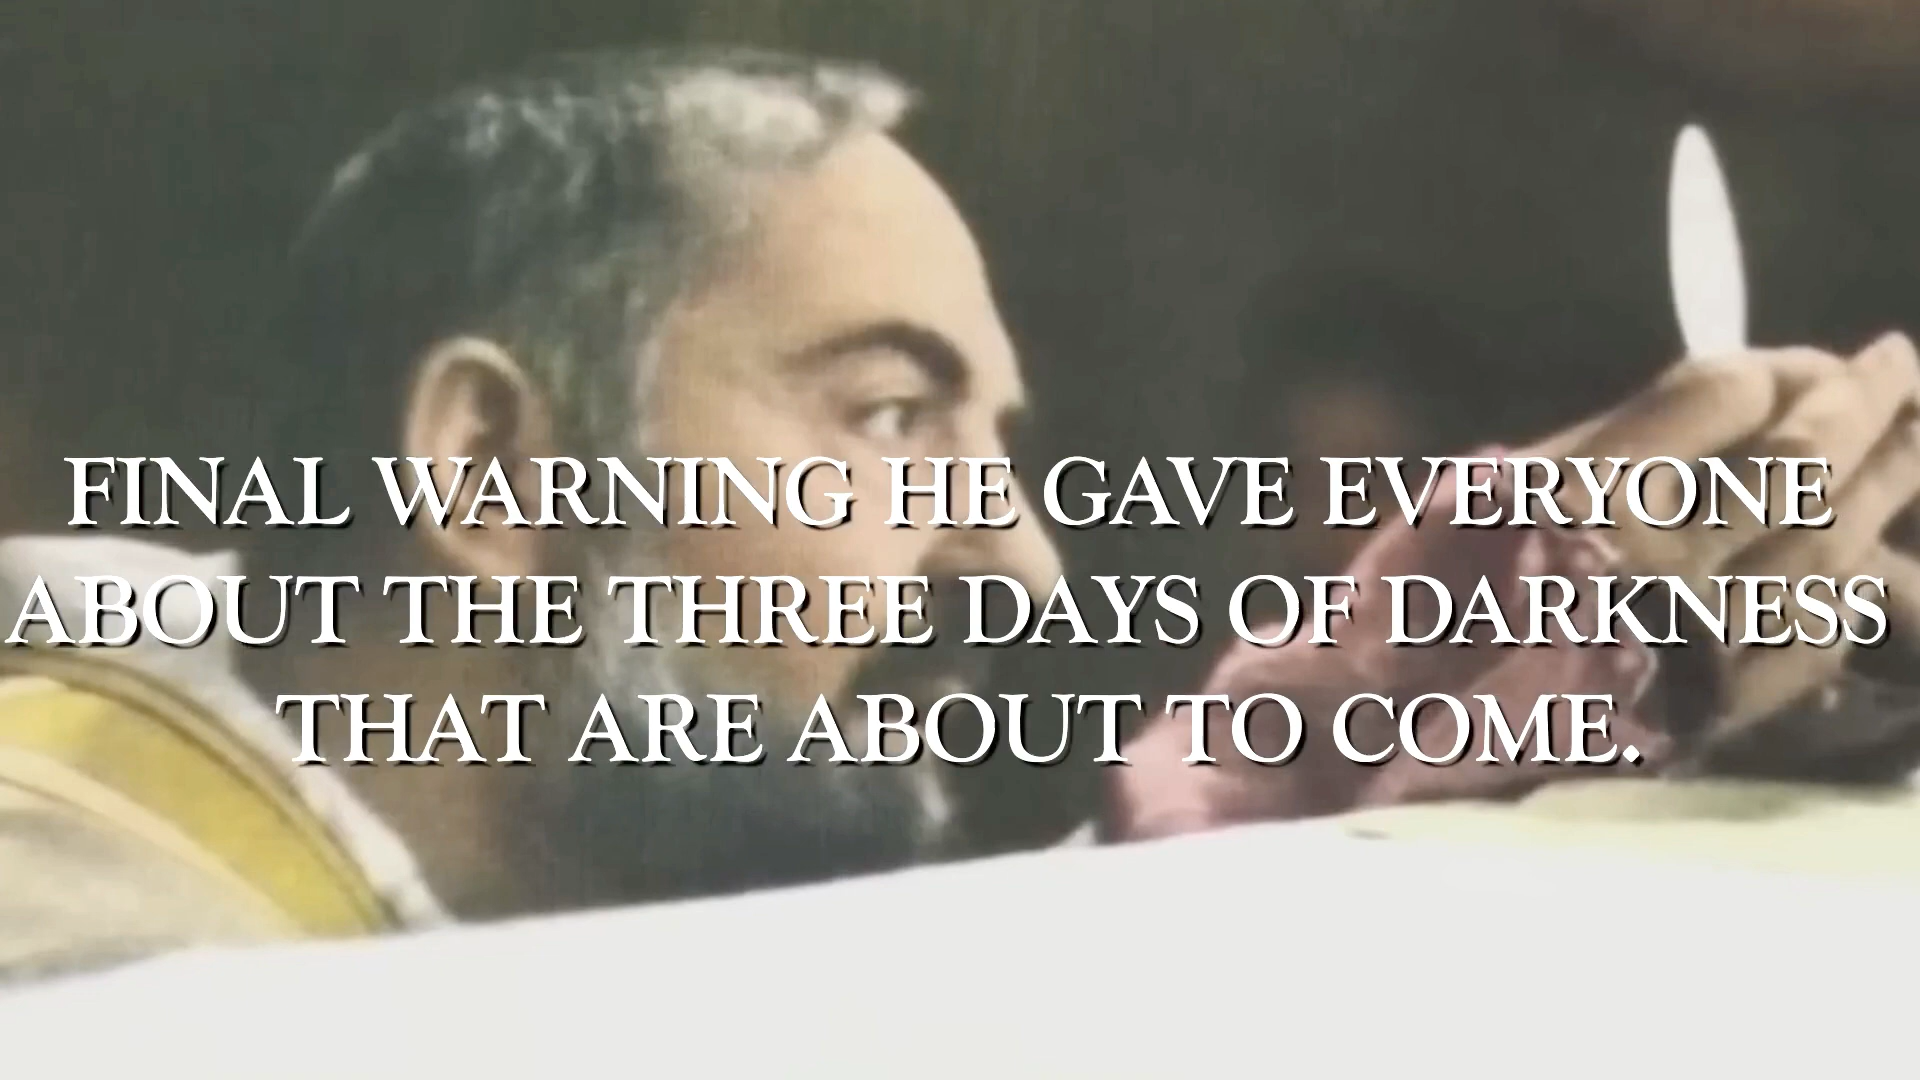 FINAL WARNING HE GAVE EVERYONE
ABOUT THE THREE DAYS OF DARKNESS
THAT ARE ABOUT TO COME.